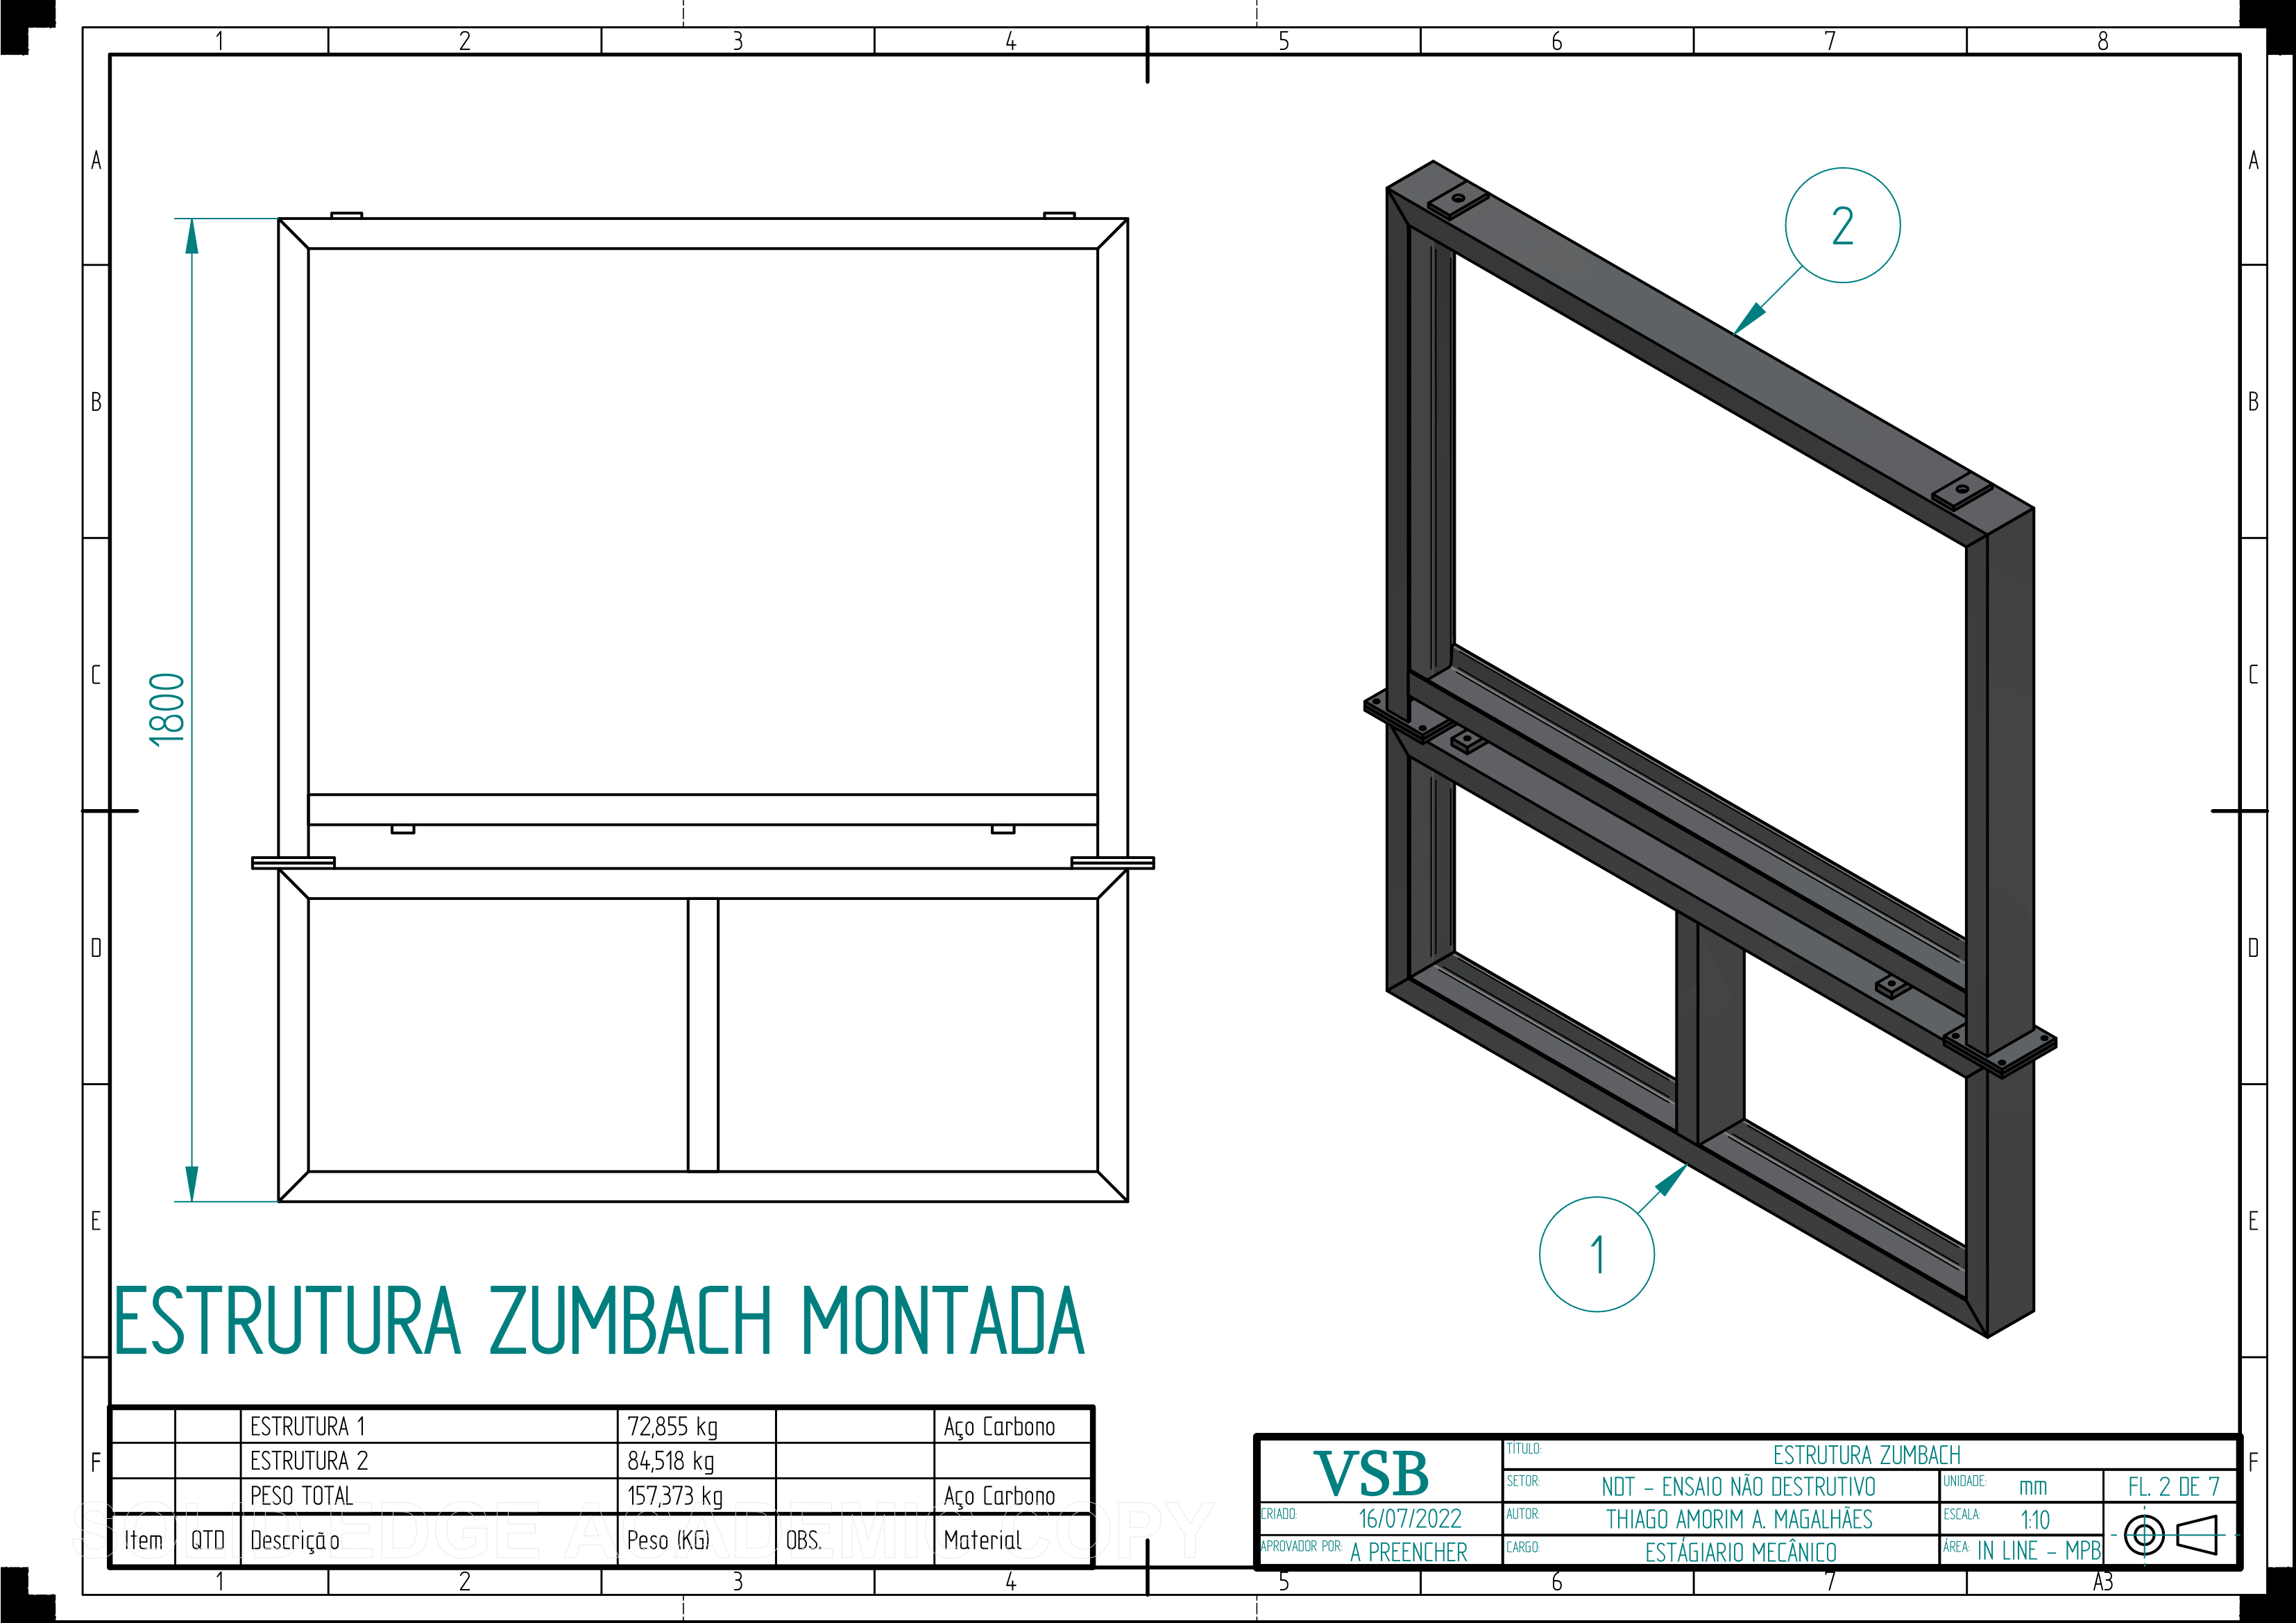 1 2 3 4 5 6 7 8
A A
2
B B
1800
C C
D D
E E
1
ESTRUTURA ZUMBACH MONTADA
F F
ESTRUTURA 1 72,855 kg Aço Carbono
ESTRUTURA 2 84,518 kg
PESO TOTAL 157,373 kg Aço Carbono
Item QTD Descrição Peso (KG) OBS. Material
SOLID EDGE ACADEMIC COPY
VSB
TÍTULO: ESTRUTURA ZUMBACH
SETOR: NDT - ENSAIO NÃO DESTRUTIVO UNIDADE: mm FL. 2 DE 7
CRIADO: 16/07/2022 AUTOR: THIAGO AMORIM A. MAGALHÃES ESCALA: 1:10
APROVADOR POR: A PREENCHER CARGO: ESTÁGIARIO MECÂNICO ÁREA: IN LINE - MPB
1 2 3 4 5 6 7 A3